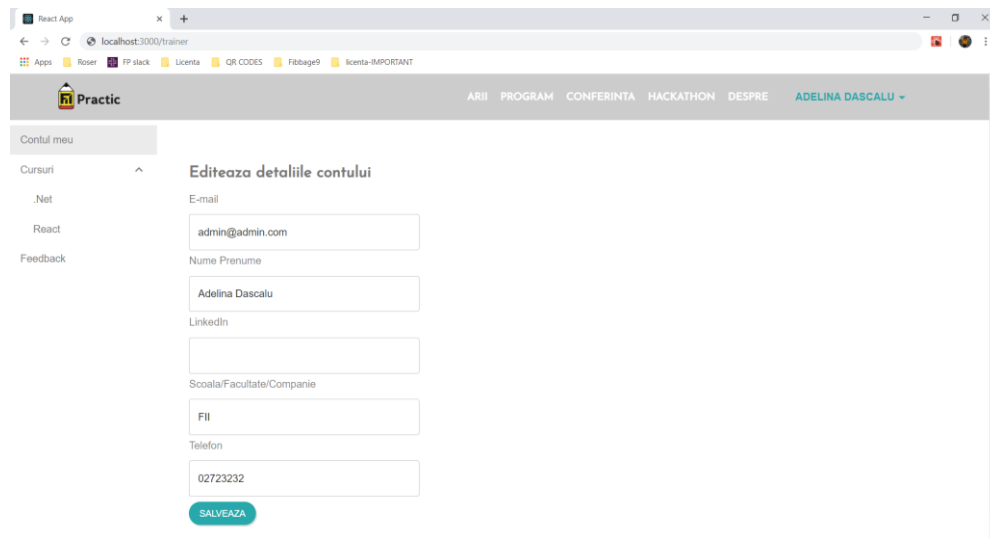 React App
localhost:3000/trainer
Apps Roser FP slack Licenta QR CODES Fibbage9 licenta-IMPORTANT
Practic ARII PROGRAM CONFERINTA HACKATHON DESPRE ADELINA DASCALU
Contul meu
Cursuri
.Net
React
Feedback
Editeaza detaliile contului
E-mail
admin@admin.com
Nume Prenume
Adelina Dascalu
LinkedIn
Scoala/Facultate/Companie
FII
Telefon
02723232
SALVEAZA